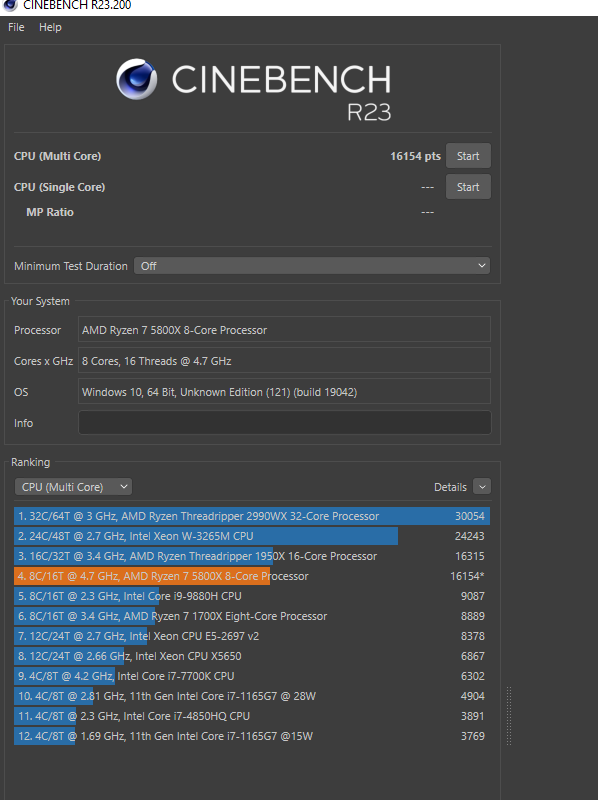 CINEBENCH R23.200
File Help
CINEBENCH
R23
CPU (Multi Core) 16154 pts Start
CPU (Single Core) --- Start
MP Ratio ---
Minimum Test Duration Off
Your System
Processor AMD Ryzen 7 5800X 8-Core Processor
Cores x GHz 8 Cores, 16 Threads @ 4.7 GHz
OS Windows 10, 64 Bit, Unknown Edition (121) (build 19042)
Info
Ranking
CPU (Multi Core) Details
1. 32C/64T @ 3 GHz, AMD Ryzen Threadripper 2990WX 32-Core Processor 30054
2. 24C/48T @ 2.7 GHz, Intel Xeon W-3265M CPU 24243
3. 16C/32T @ 3.4 GHz, AMD Ryzen Threadripper 1950X 16-Core Processor 16315
4. 8C/16T @ 4.7 GHz, AMD Ryzen 7 5800X 8-Core Processor 16154*
5. 8C/16T @ 2.3 GHz, Intel Core i9-9880H CPU 9087
6. 8C/16T @ 3.4 GHz, AMD Ryzen 7 1700X Eight-Core Processor 8889
7. 12C/24T @ 2.7 GHz, Intel Xeon CPU E5-2697 v2 8378
8. 12C/24T @ 2.66 GHz, Intel Xeon CPU X5650 6867
9. 4C/8T @ 4.2 GHz, Intel Core i7-7700K CPU 6302
10. 4C/8T @ 2.81 GHz, 11th Gen Intel Core i7-1165G7 @ 28W 4904
11. 4C/8T @ 2.3 GHz, Intel Core i7-4850HQ CPU 3891
12. 4C/8T @ 1.69 GHz, 11th Gen Intel Core i7-1165G7 @15W 3769